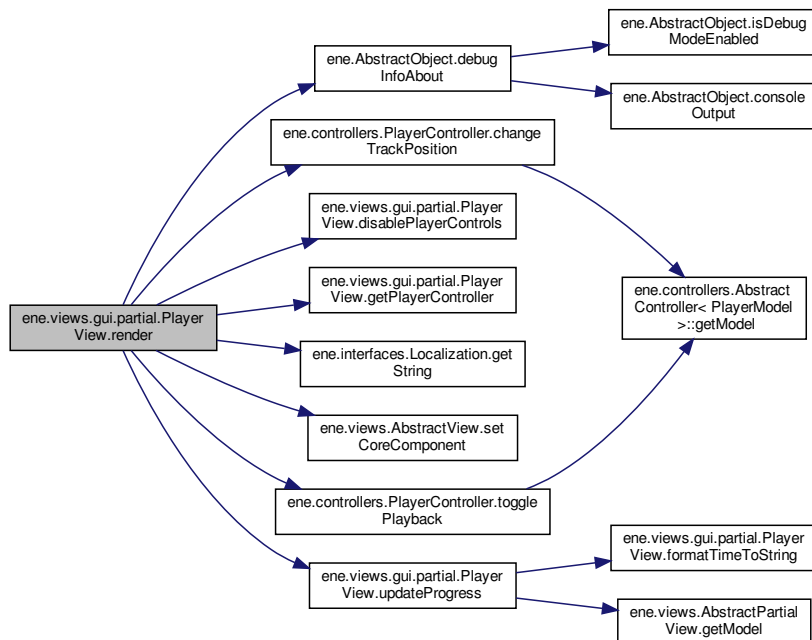 ene.views.gui.partial.Player
View.render
ene.AbstractObject.debug
InfoAbout
ene.AbstractObject.isDebug
ModeEnabled
ene.AbstractObject.console
Output
ene.controllers.PlayerController.change
TrackPosition
ene.views.gui.partial.Player
View.disablePlayerControls
ene.views.gui.partial.Player
View.getPlayerController
ene.controllers.Abstract
Controller< PlayerModel
>::getModel
ene.interfaces.Localization.get
String
ene.views.AbstractView.set
CoreComponent
ene.controllers.PlayerController.toggle
Playback
ene.views.gui.partial.Player
View.updateProgress
ene.views.gui.partial.Player
View.formatTimeToString
ene.views.AbstractPartial
View.getModel